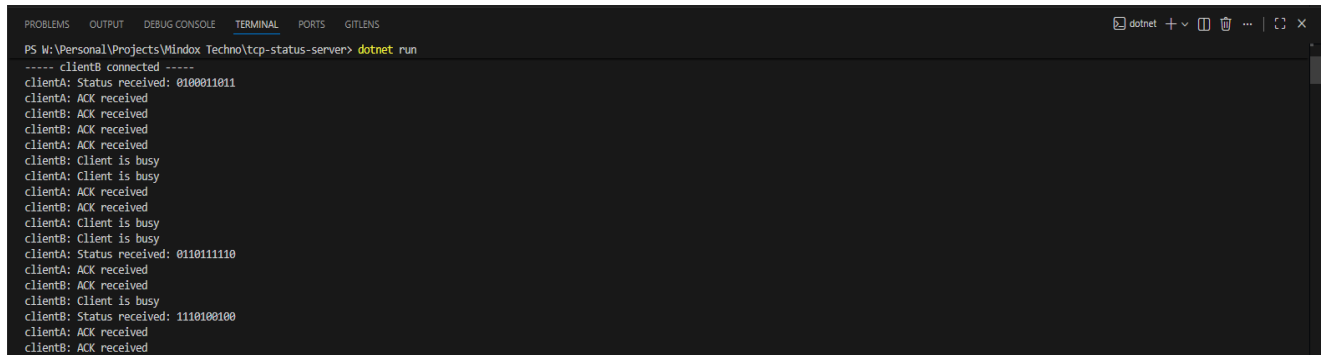 PROBLEMS OUTPUT DEBUG CONSOLE TERMINAL PORTS GITLENS dotnet
PS W:\Personal\Projects\Mindox Techno\tcp-status-server> dotnet run
----- clientB connected -----
clientA: Status received: 0100011011
clientA: ACK received
clientB: ACK received
clientB: ACK received
clientA: ACK received
clientB: Client is busy
clientA: Client is busy
clientA: ACK received
clientB: ACK received
clientA: Client is busy
clientB: Client is busy
clientA: Status received: 0110111110
clientA: ACK received
clientB: ACK received
clientB: Client is busy
clientB: Status received: 1110100100
clientA: ACK received
clientB: ACK received